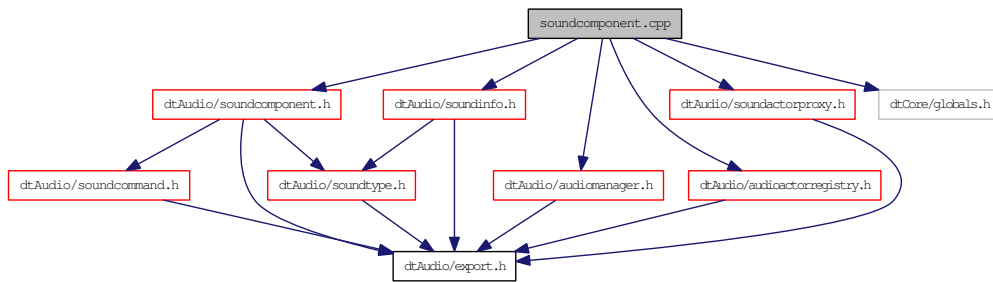 soundcomponent.cpp
dtAudio/soundcomponent.h
dtAudio/soundinfo.h
dtAudio/soundactorproxy.h
dtCore/globals.h
dtAudio/soundcommand.h
dtAudio/soundtype.h
dtAudio/audiomanager.h
dtAudio/audioactorregistry.h
dtAudio/export.h